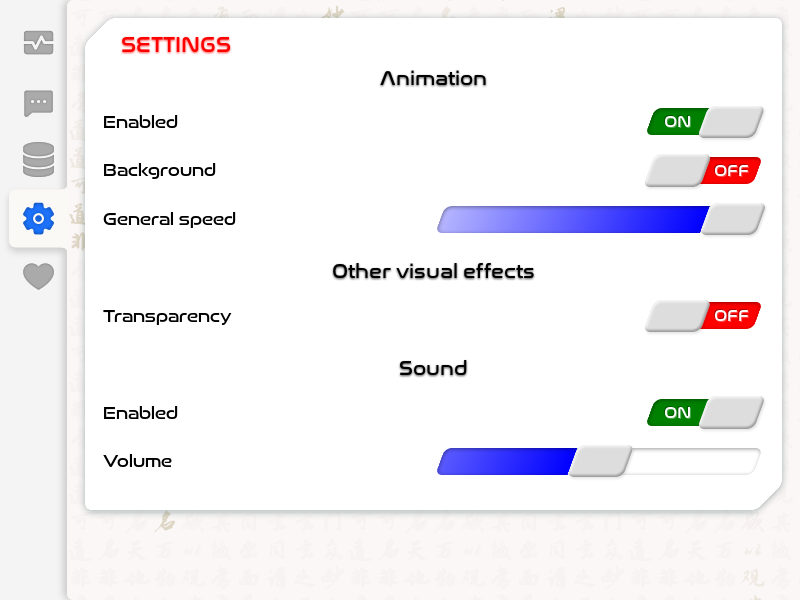 SETTINGS
Animation
Enabled ON
Background OFF
General speed
Other visual effects
Transparency OFF
Sound
Enabled ON
Volume